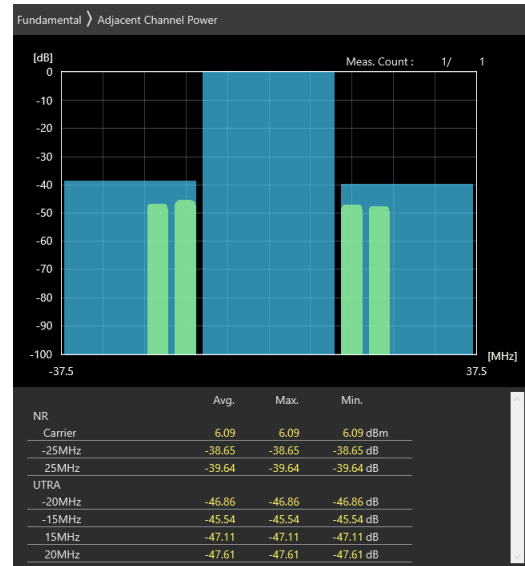 Fundamental 〉 Adjacent Channel Power
[dB]
Meas. Count : 1/ 1
0
-10
-20
-30
-40
-50
-60
-70
-80
-90
-100
[MHz]
-37.5 37.5
Avg. Max. Min.
NR
Carrier 6.09 6.09 6.09 dBm
-25MHz -38.65 -38.65 -38.65 dB
25MHz -39.64 -39.64 -39.64 dB
UTRA
-20MHz -46.86 -46.86 -46.86 dB
-15MHz -45.54 -45.54 -45.54 dB
15MHz -47.11 -47.11 -47.11 dB
20MHz -47.61 -47.61 -47.61 dB